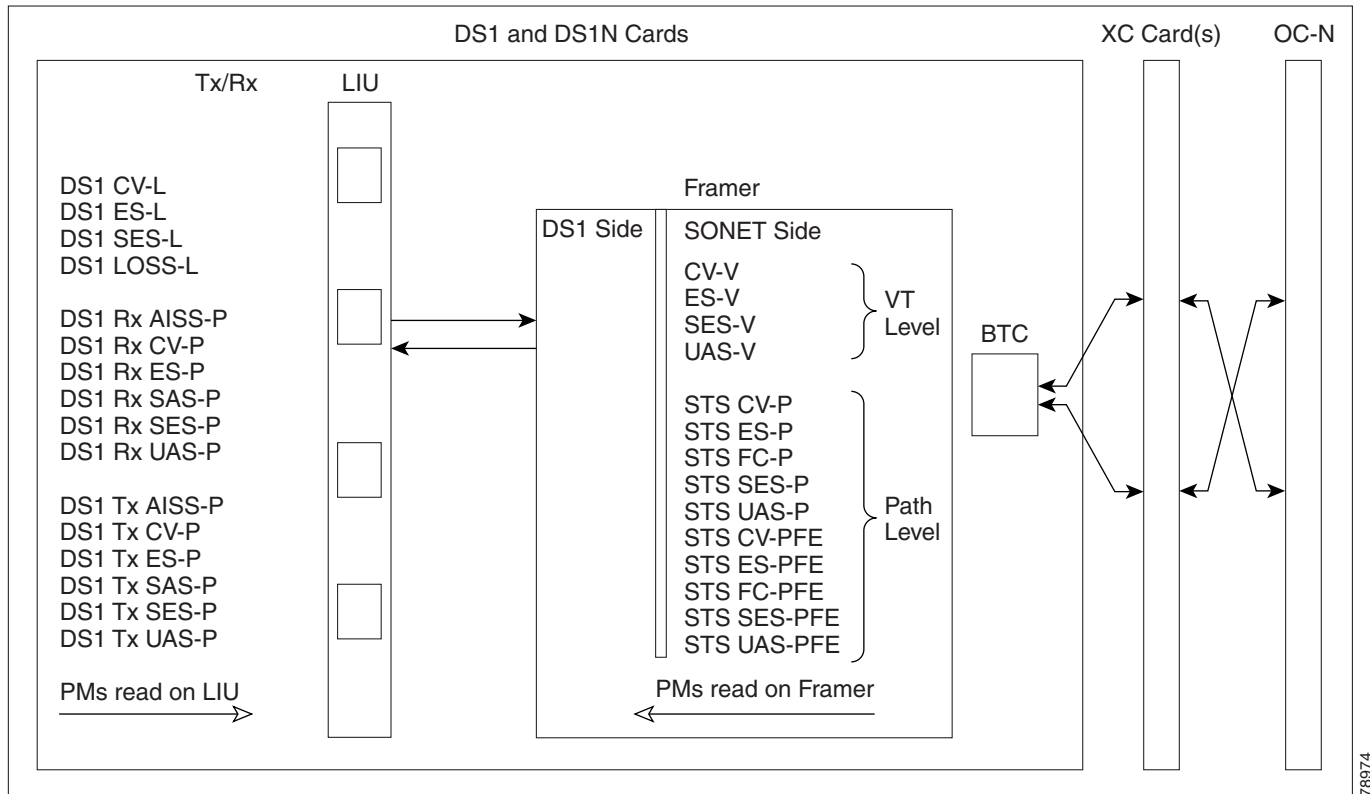 DS1 and DS1N Cards
XC Card(s)
OC-N
Tx/Rx
LIU
DS1 CV-L
DS1 ES-L
DS1 SES-L
DS1 LOSS-L
DS1 Rx AISS-P
DS1 Rx CV-P
DS1 Rx ES-P
DS1 Rx SAS-P
DS1 Rx SES-P
DS1 Rx UAS-P
DS1 Tx AISS-P
DS1 Tx CV-P
DS1 Tx ES-P
DS1 Tx SAS-P
DS1 Tx SES-P
DS1 Tx UAS-P
PMs read on LIU
Framer
DS1 Side
SONET Side
CV-V
ES-V
SES-V
UAS-V
VT
Level
STS CV-P
STS ES-P
STS FC-P
STS SES-P
STS UAS-P
STS CV-PFE
STS ES-PFE
STS FC-PFE
STS SES-PFE
STS UAS-PFE
Path
Level
PMs read on Framer
BTC
78974